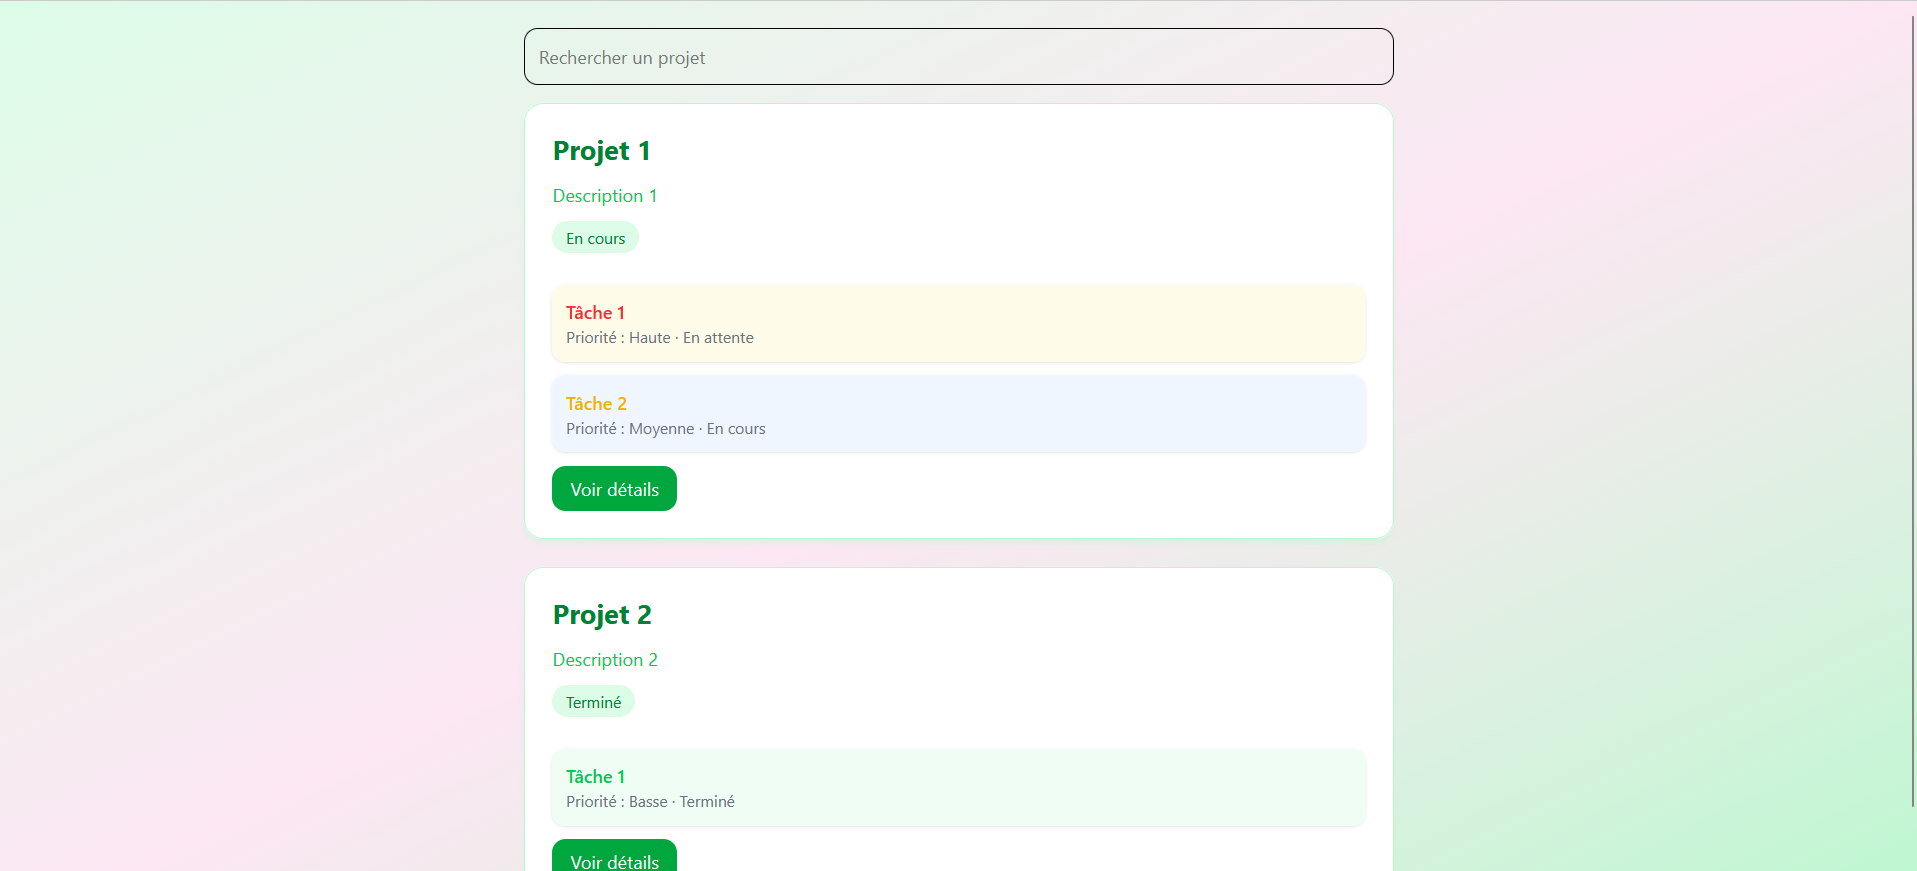 Rechercher un projet
Projet 1
Description 1
En cours
Tâche 1
Priorité : Haute · En attente
Tâche 2
Priorité : Moyenne · En cours
Voir détails
Projet 2
Description 2
Terminé
Tâche 1
Priorité : Basse · Terminé
Voir détails